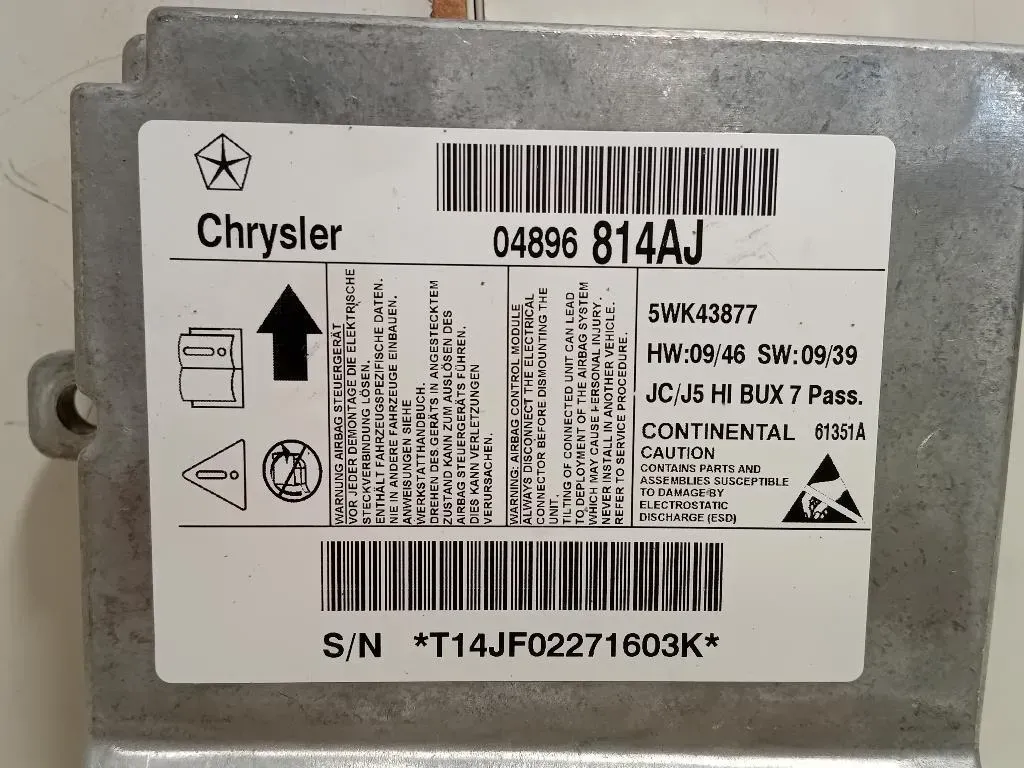 Chrysler
04896 814AJ
WARNUNG AIRBAG STEUERGERÄT
VOR JEDER DEMONTAGE DIE ELEKTRISCHE
STECKVERBINDUNG LÖSEN.
ENTHÄLT FAHRZEUGSPEZIFISCHE DATEN.
NIE IN ANDERE FAHRZEUGE EINBAUEN.
ANWEISUNGEN SIEHE
WERKSTATTHANDBUCH.
DREHEN DES GERÄTS IN ANGESTECKTEM
ZUSTAND KANN ZUM AUSLÖSEN DES
AIRBAG STEUERGERÄTS FÜHREN.
DIES KANN VERLETZUNGEN
VERURSACHEN.
WARNING: AIRBAG CONTROL MODULE
ALWAYS DISCONNECT THE ELECTRICAL
CONNECTOR BEFORE DISMOUNTING THE
UNIT.
TILTING OF CONNECTED UNIT CAN LEAD
TO DEPLOYMENT OF THE AIRBAG SYSTEM
WHICH MAY CAUSE PERSONAL INJURY.
NEVER INSTALL IN ANOTHER VEHICLE.
REFER TO SERVICE PROCEDURE.
5WK43877
HW:09/46 SW:09/39
JC/J5 HI BUX 7 Pass.
CONTINENTAL 61351A
CAUTION
CONTAINS PARTS AND
ASSEMBLIES SUSCEPTIBLE
TO DAMAGE BY
ELECTROSTATIC
DISCHARGE (ESD)
S/N *T14JF02271603K*